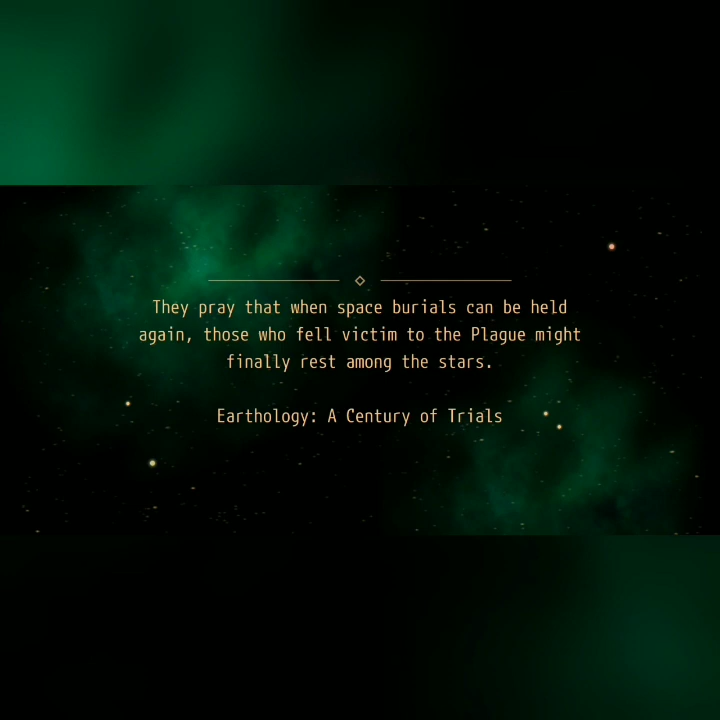 They pray that when space burials can be held
again, those who fell victim to the Plague might
finally rest among the stars.
Earthology: A Century of Trials